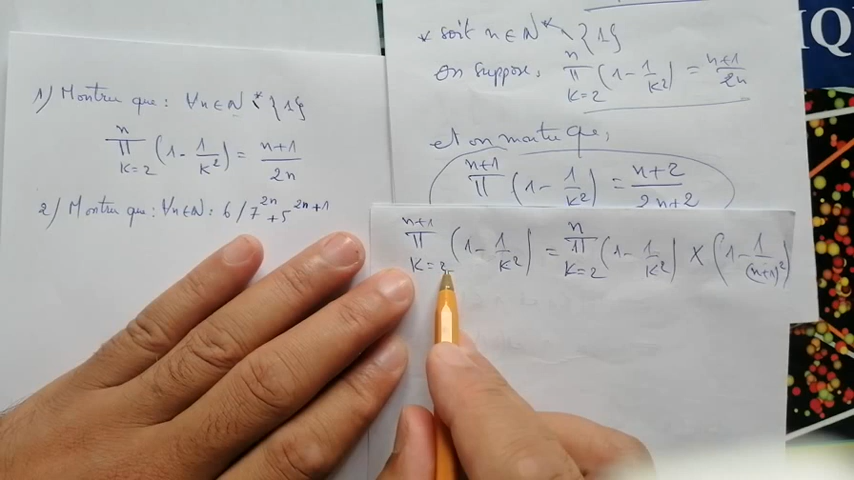 1) Montrer que : ∀n∈ℕ* \ {1}
n
∏ (1 - 1/k²) = (n+1)/2n
K=2
2) Montrer que : ∀n∈ℕ : 6/7^2n + 5^2n+1
* soit n∈ℕ* \ {1}
On suppose,
n
∏ (1 - 1/K²) = (n+1)/2n
K=2
et on montre que,
n+1
∏ (1 - 1/K²) = (n+2)/(2n+2)
n+1
∏ (1 - 1/K²) = ∏ (1 - 1/K²) × (1 - 1/(n+1)²)
K=2 K=2
IQ